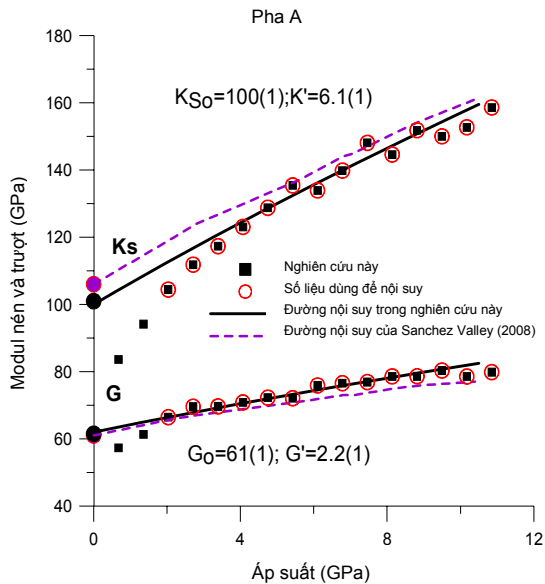 Pha A
180
160
140
120
100
80
60
40
Modul nén và trượt (GPa)
KSo=100(1);K'=6.1(1)
Ks
Nghiên cứu này
Số liệu dùng để nội suy
Đường nội suy trong nghiên cứu này
Đường nội suy của Sanchez Valley (2008)
G
Go=61(1); G'=2.2(1)
0 4 8 12
Áp suất (GPa)